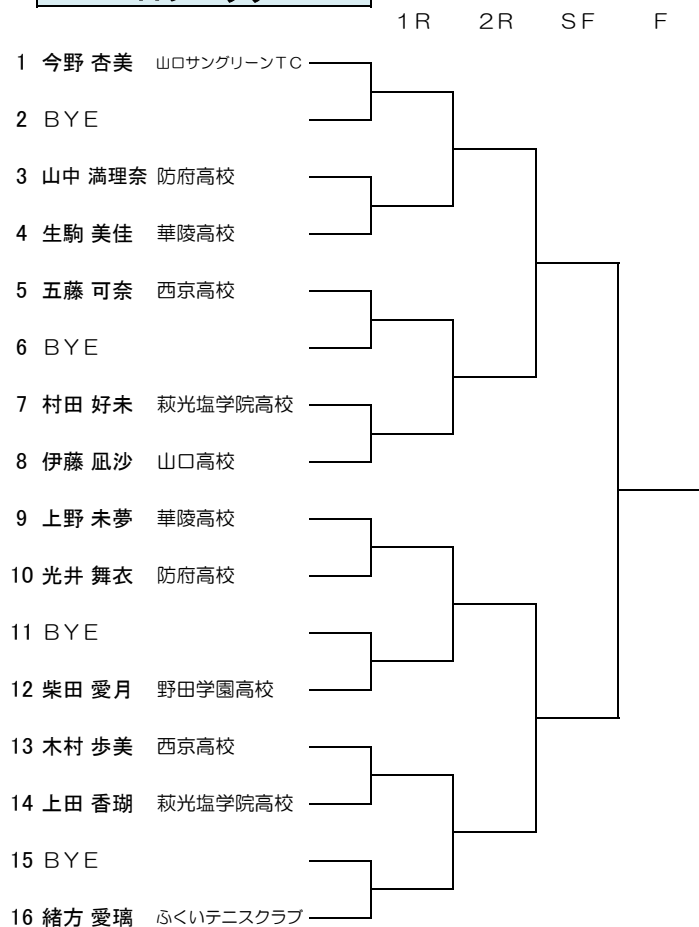 1R 2R SF F
1 今野 杏美 山口サングリーンTC
2 BYE
3 山中 満理奈 防府高校
4 生駒 美佳 華陵高校
5 五藤 可奈 西京高校
6 BYE
7 村田 好未 萩光塩学院高校
8 伊藤 凪沙 山口高校
9 上野 未夢 華陵高校
10 光井 舞衣 防府高校
11 BYE
12 柴田 愛月 野田学園高校
13 木村 歩美 西京高校
14 上田 香瑚 萩光塩学院高校
15 BYE
16 緒方 愛璃 ふくいテニスクラブ